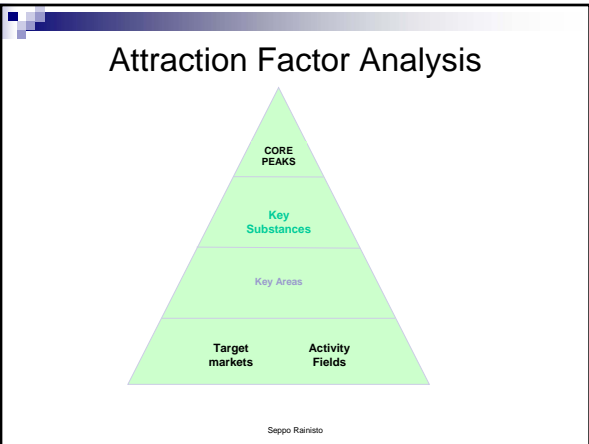 Attraction Factor Analysis
CORE
PEAKS
Key
Substances
Key Areas
Target
markets
Activity
Fields
Seppo Rainisto